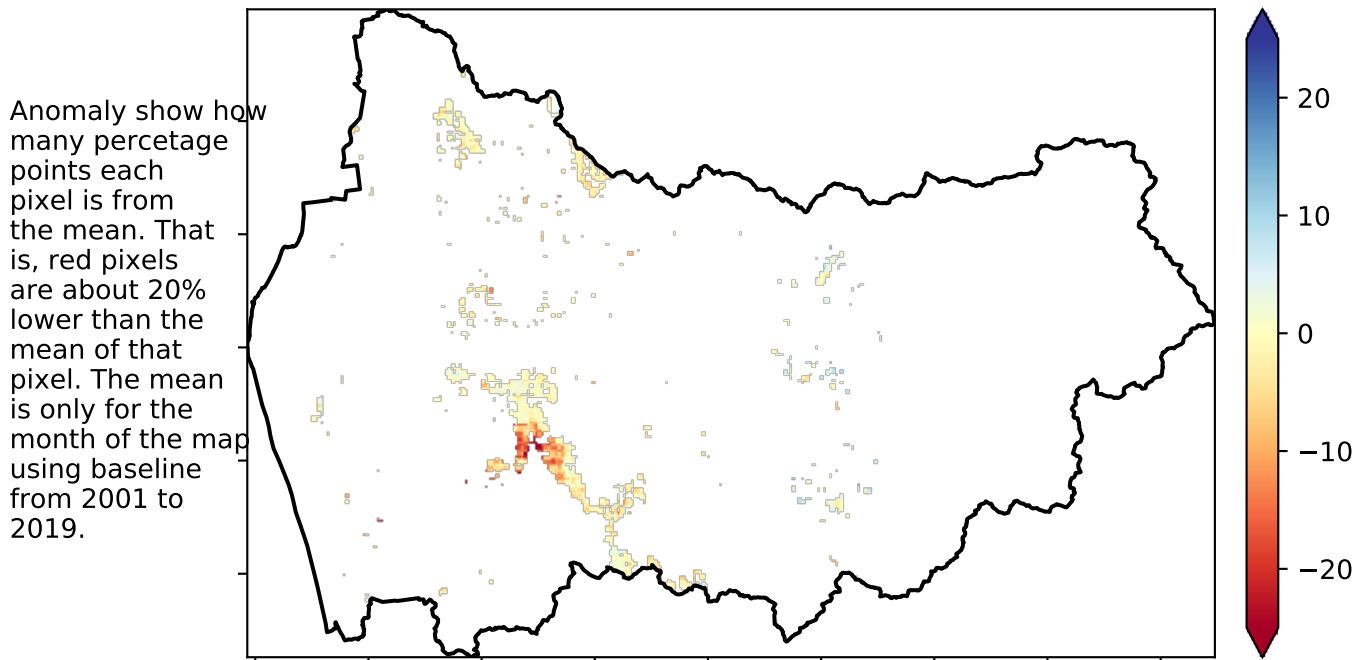 Anomaly show how
many percetage
points each
pixel is from
the mean. That
is, red pixels
are about 20%
lower than the
mean of that
pixel. The mean
is only for the
month of the map
using baseline
from 2001 to
2019.
20
10
0
−10
−20